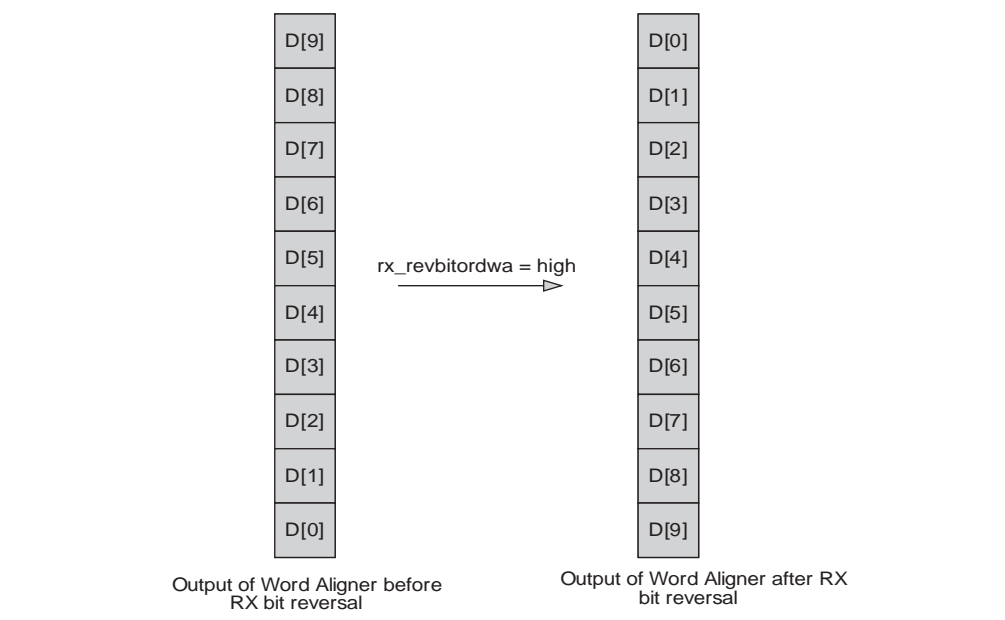 D[9]
D[8]
D[7]
D[6]
D[5]
D[4]
D[3]
D[2]
D[1]
D[0]
Output of Word Aligner before
RX bit reversal
rx_revbitordwa = high
D[0]
D[1]
D[2]
D[3]
D[4]
D[5]
D[6]
D[7]
D[8]
D[9]
Output of Word Aligner after RX
bit reversal